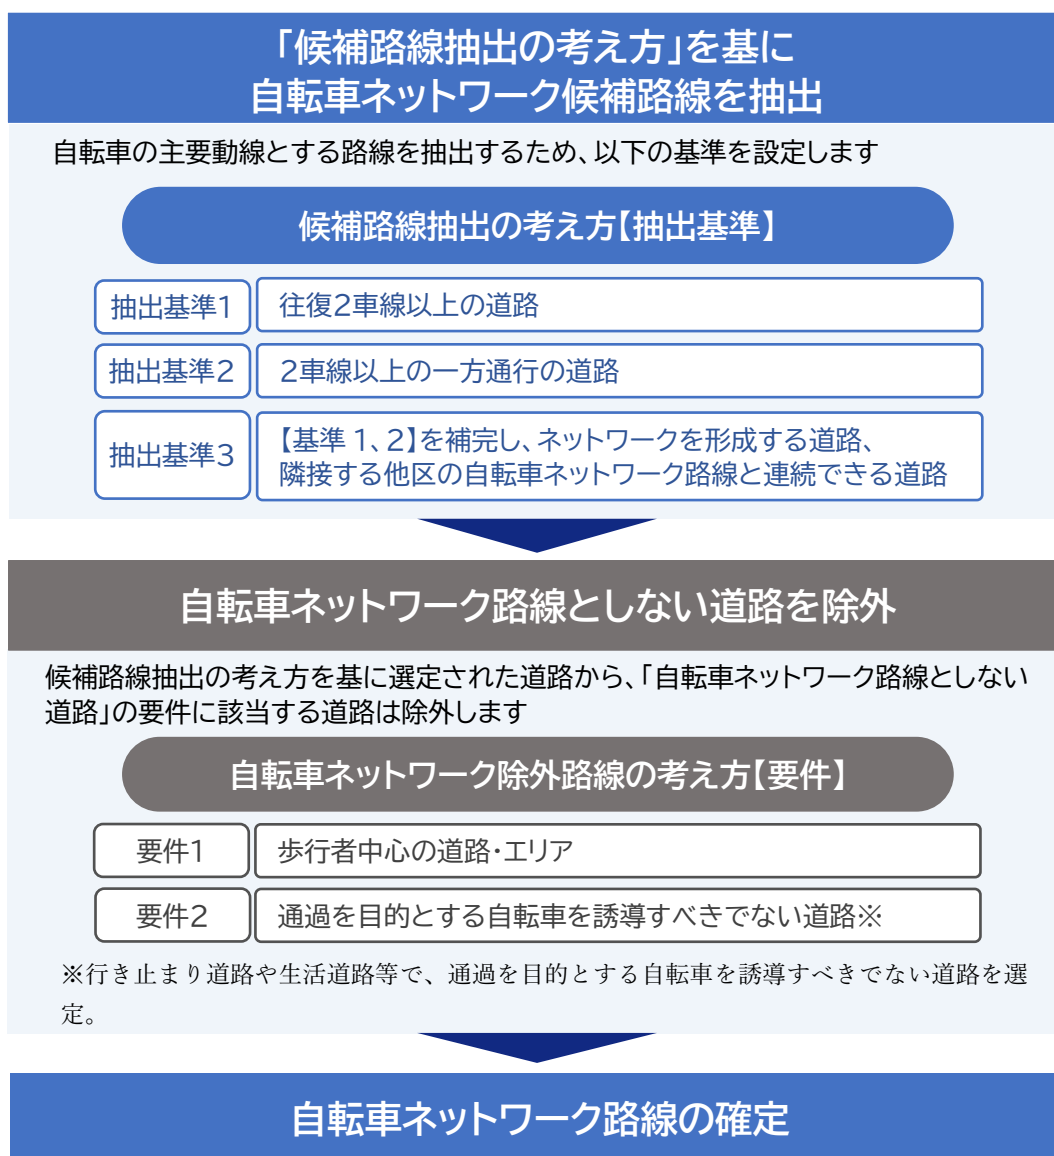 「候補路線抽出の考え方」を基に
自転車ネットワーク候補路線を抽出
自転車の主要動線とする路線を抽出するため、以下の基準を設定します
候補路線抽出の考え方【抽出基準】
抽出基準1
往復2車線以上の道路
抽出基準2
2車線以上の一方通行の道路
抽出基準3
【基準 1、2】を補完し、ネットワークを形成する道路、
隣接する他区の自転車ネットワーク路線と連続できる道路
自転車ネットワーク路線としない道路を除外
候補路線抽出の考え方を基に選定された道路から、「自転車ネットワーク路線としない
道路」の要件に該当する道路は除外します
自転車ネットワーク除外路線の考え方【要件】
要件1
歩行者中心の道路・エリア
要件2
通過を目的とする自転車を誘導すべきでない道路※
※行き止まり道路や生活道路等で、通過を目的とする自転車を誘導すべきでない道路を選
定。
自転車ネットワーク路線の確定